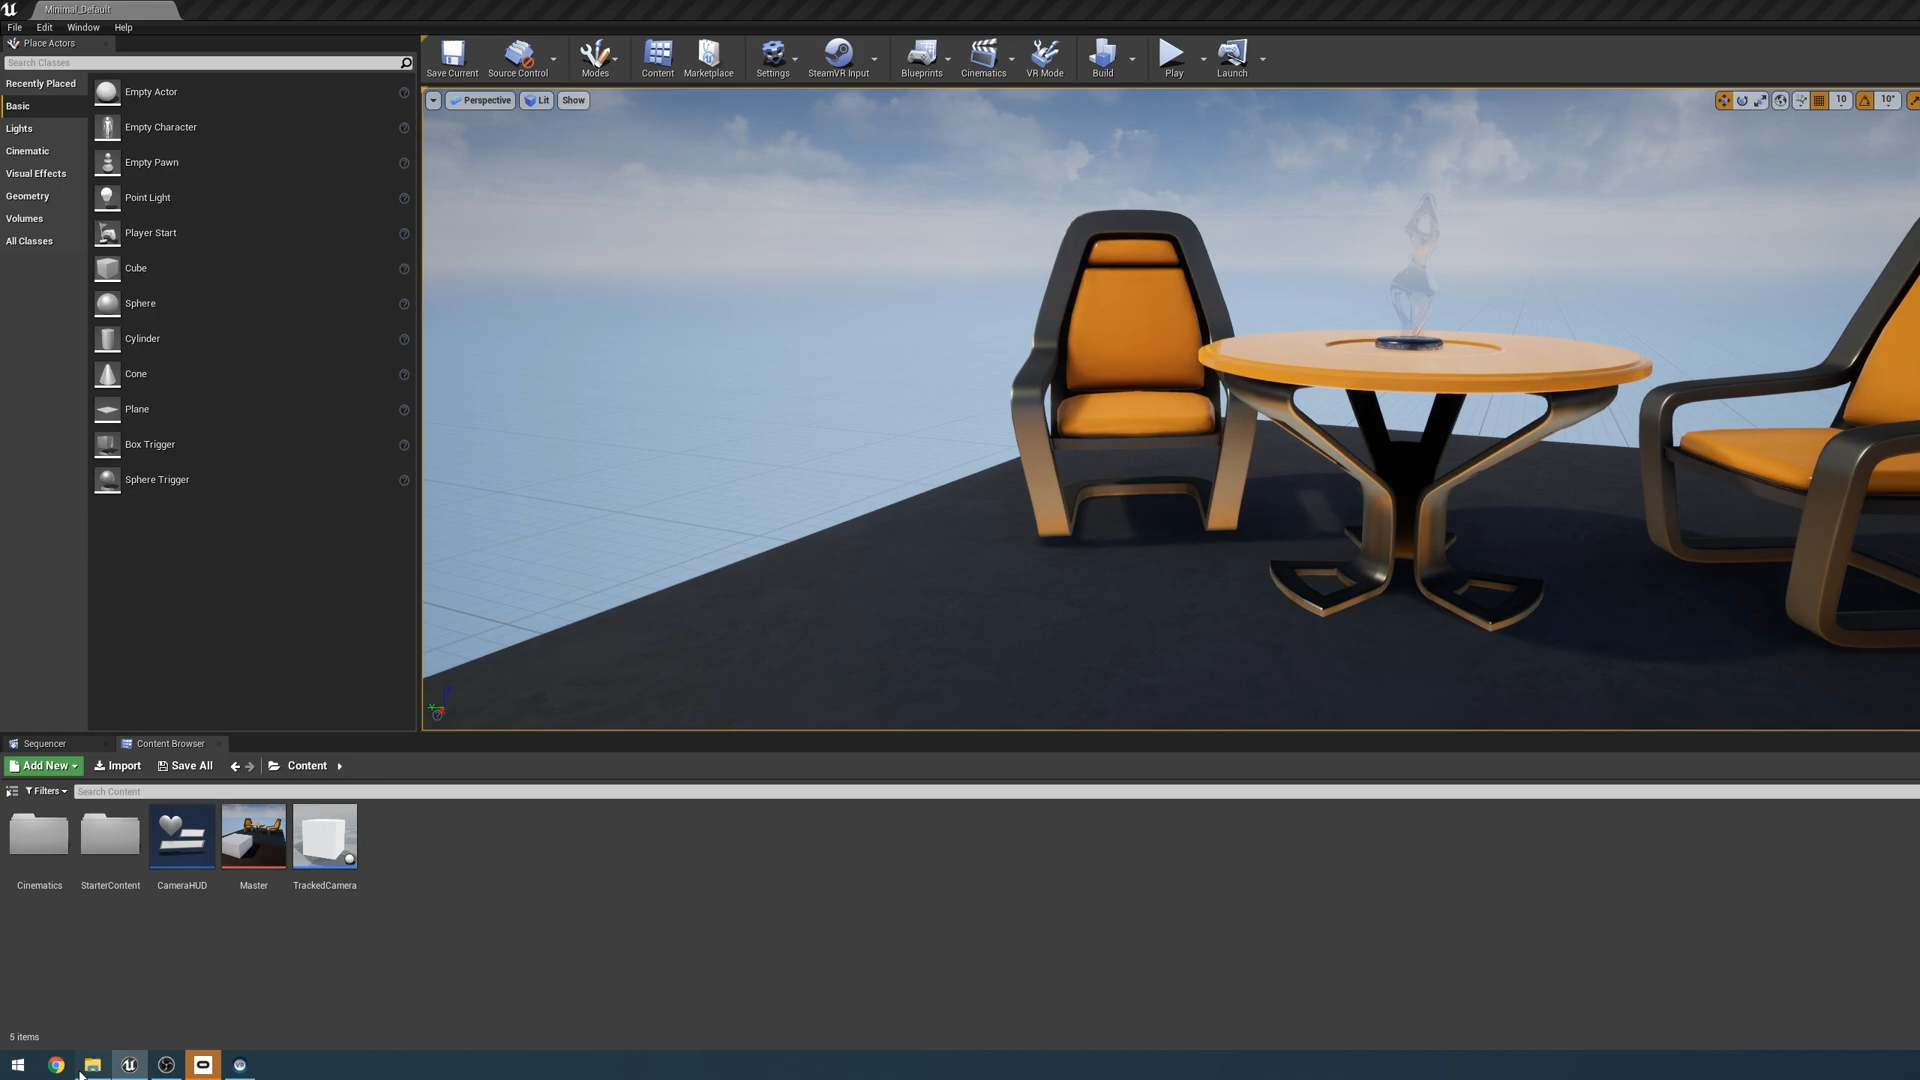 Minimal_Default
File Edit Window Help
Place Actors
Search Classes
Recently Placed
Basic
Lights
Cinematic
Visual Effects
Geometry
Volumes
All Classes
Empty Actor
Empty Character
Empty Pawn
Point Light
Player Start
Cube
Sphere
Cylinder
Cone
Plane
Box Trigger
Sphere Trigger
Save Current Source Control Modes Content Marketplace Settings SteamVR Input Blueprints Cinematics VR Mode Build Play Launch
Perspective Lit Show 10 10°
Sequencer Content Browser
Add New Import Save All Content
Filters Search Content
Cinematics StarterContent CameraHUD Master TrackedCamera
5 items